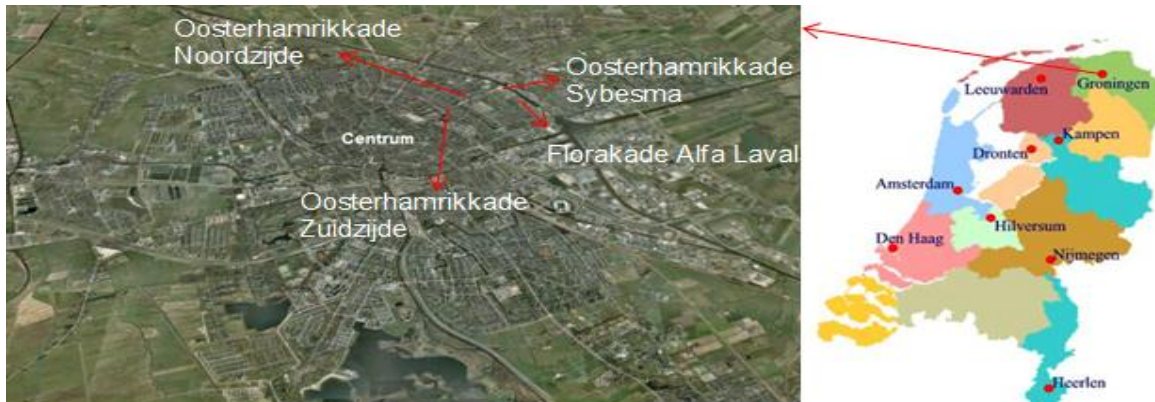 Oosterhamrikkade
Noordzijde
Oosterhamrikkade
Sybesma
Centrum
Florakade Alfa Laval
Oosterhamrikkade
Zuidzijde
Leeuwarden
Groningen
Kampen
Dronten
Amsterdam
Hilversum
Den Haag
Nijmegen
Heerlen